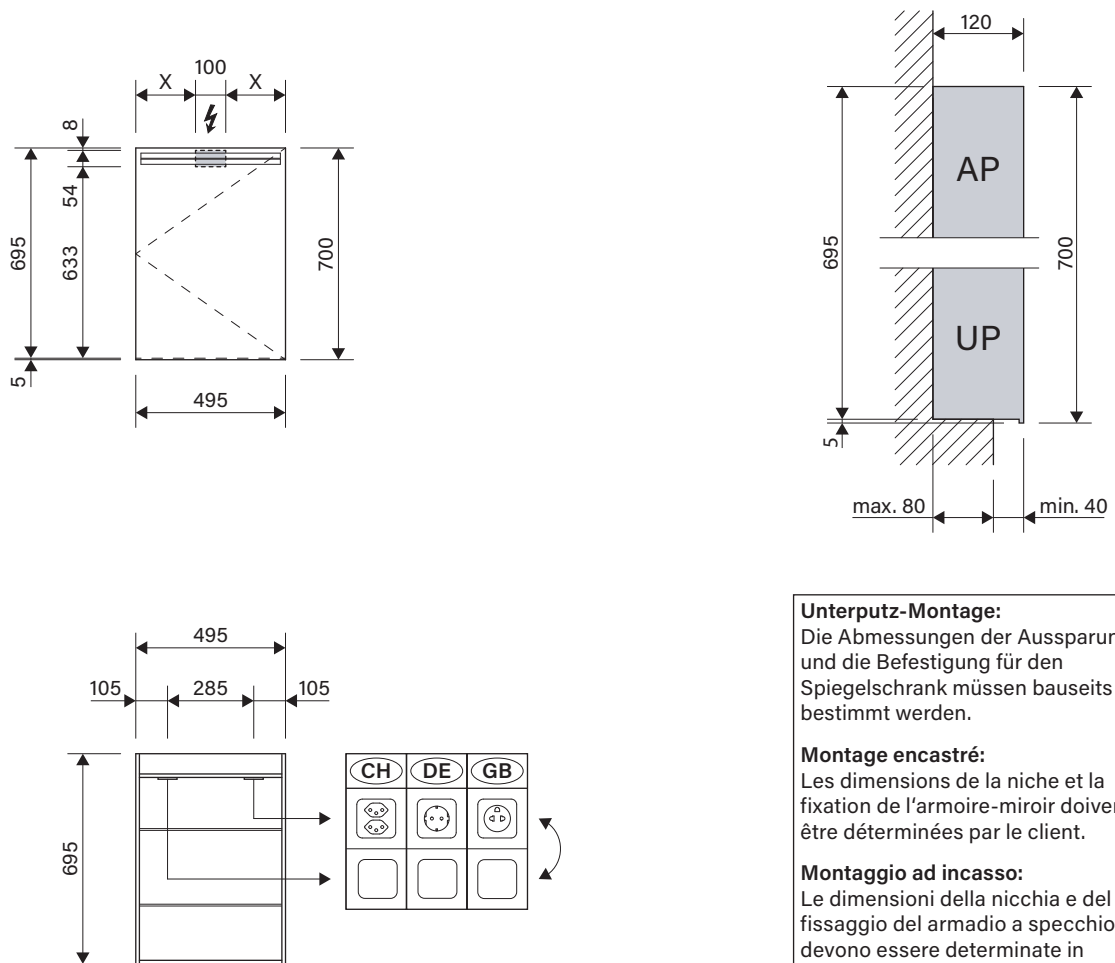 X 100 X
8
54
695
633
700
5
495
120
AP
695
700
UP
5
max. 80
min. 40
495
105 285 105
CH DE GB
695
Unterputz-Montage:
Die Abmessungen der Aussparun
und die Befestigung für den
Spiegelschrank müssen bauseits
bestimmt werden.
Montage encastré:
Les dimensions de la niche et la
fixation de l'armoire-miroir doiven
être déterminées par le client.
Montaggio ad incasso:
Le dimensioni della nicchia e del
fissaggio del armadio a specchio
devono essere determinate in